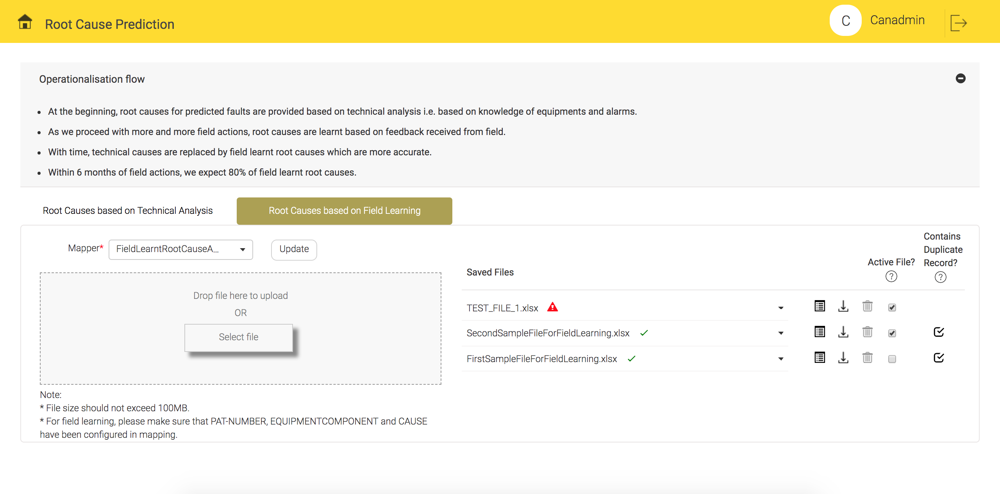 Root Cause Prediction
C
Canadmin
Operationalisation flow
At the beginning, root causes for predicted faults are provided based on technical analysis i.e. based on knowledge of equipments and alarms.
As we proceed with more and more field actions, root causes are learnt based on feedback received from field.
With time, technical causes are replaced by field learnt root causes which are more accurate.
Within 6 months of field actions, we expect 80% of field learnt root causes.
Root Causes based on Technical Analysis
Root Causes based on Field Learning
Mapper*
FieldLearntRootCauseA...
Update
Drop file here to upload
OR
Select file
Note:
* File size should not exceed 100MB.
* For field learning, please make sure that PAT-NUMBER, EQUIPMENTCOMPONENT and CAUSE
have been configured in mapping.
Saved Files
Active File?
?
Contains
Duplicate
Record?
?
TEST_FILE_1.xlsx
SecondSampleFileForFieldLearning.xlsx
FirstSampleFileForFieldLearning.xlsx